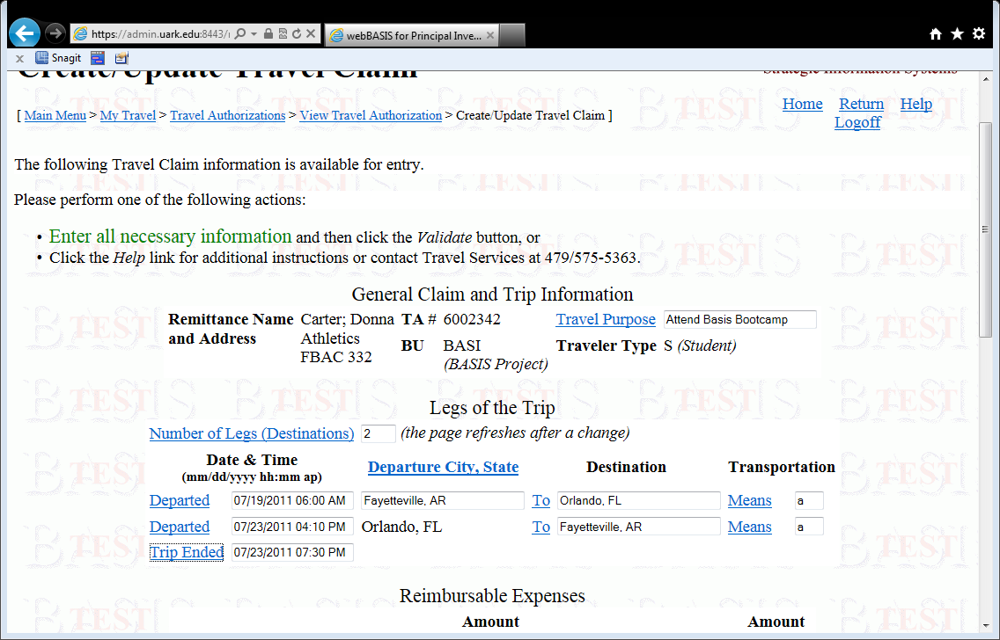 https://admin.uark.edu:8443/
webBASIS for Principal Inve...
x Snagit
Create/Update Travel Claim
Strategic Information Systems
[ Main Menu > My Travel > Travel Authorizations > View Travel Authorization > Create/Update Travel Claim ]
Home Return Help
Logoff
The following Travel Claim information is available for entry.
Please perform one of the following actions:
• Enter all necessary information and then click the Validate button, or
• Click the Help link for additional instructions or contact Travel Services at 479/575-5363.
General Claim and Trip Information
Remittance Name Carter; Donna TA # 6002342 Travel Purpose Attend Basis Bootcamp
and Address Athletics BU BASI Traveler Type S (Student)
FBAC 332 (BASIS Project)
Legs of the Trip
Number of Legs (Destinations) 2 (the page refreshes after a change)
Date & Time Departure City, State Destination Transportation
(mm/dd/yyyy hh:mm ap)
Departed 07/19/2011 06:00 AM Fayetteville, AR To Orlando, FL Means a
Departed 07/23/2011 04:10 PM Orlando, FL To Fayetteville, AR Means a
Trip Ended 07/23/2011 07:30 PM
Reimbursable Expenses
Amount Amount